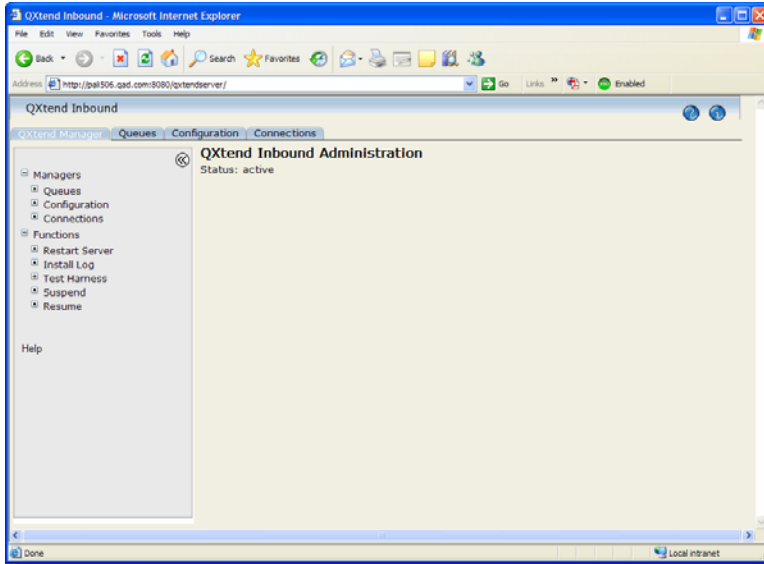 QXtend Inbound - Microsoft Internet Explorer
File Edit View Favorites Tools Help
Back Search Favorites
Address http://pali506.qad.com:8080/qxtendserver/ Go Links » Enabled
QXtend Inbound
QXtend Manager Queues Configuration Connections
QXtend Inbound Administration
Status: active
Managers
Queues
Configuration
Connections
Functions
Restart Server
Install Log
Test Harness
Suspend
Resume
Help
Done Local intranet